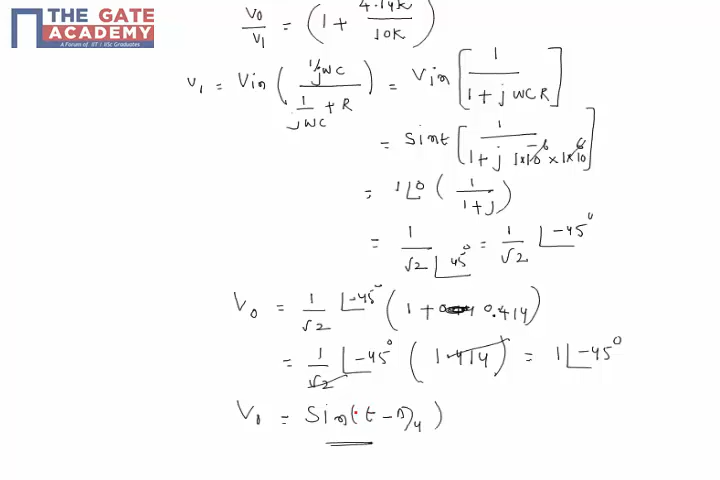 THE GATE
ACADEMY
A Forum of IIT / IISc Graduates
V0/V1 = (1 + 4.14k/10K)
V1 = Vin ( (1/jWC) / (1/jWC + R) ) = Vin [ 1 / (1 + j WCR) ]
= Sint [ 1 / (1 + j 1×10^-6 × 1×10^6) ]
= 1∠0 ( 1 / (1+j) )
= 1 / (√2 ∠45°) = 1/√2 ∠-45°
V0 = 1/√2 ∠-45° (1 + 0.414)
= 1/√2 ∠-45° (1.414) = 1∠-45°
V0 = Sin(t - π/4)